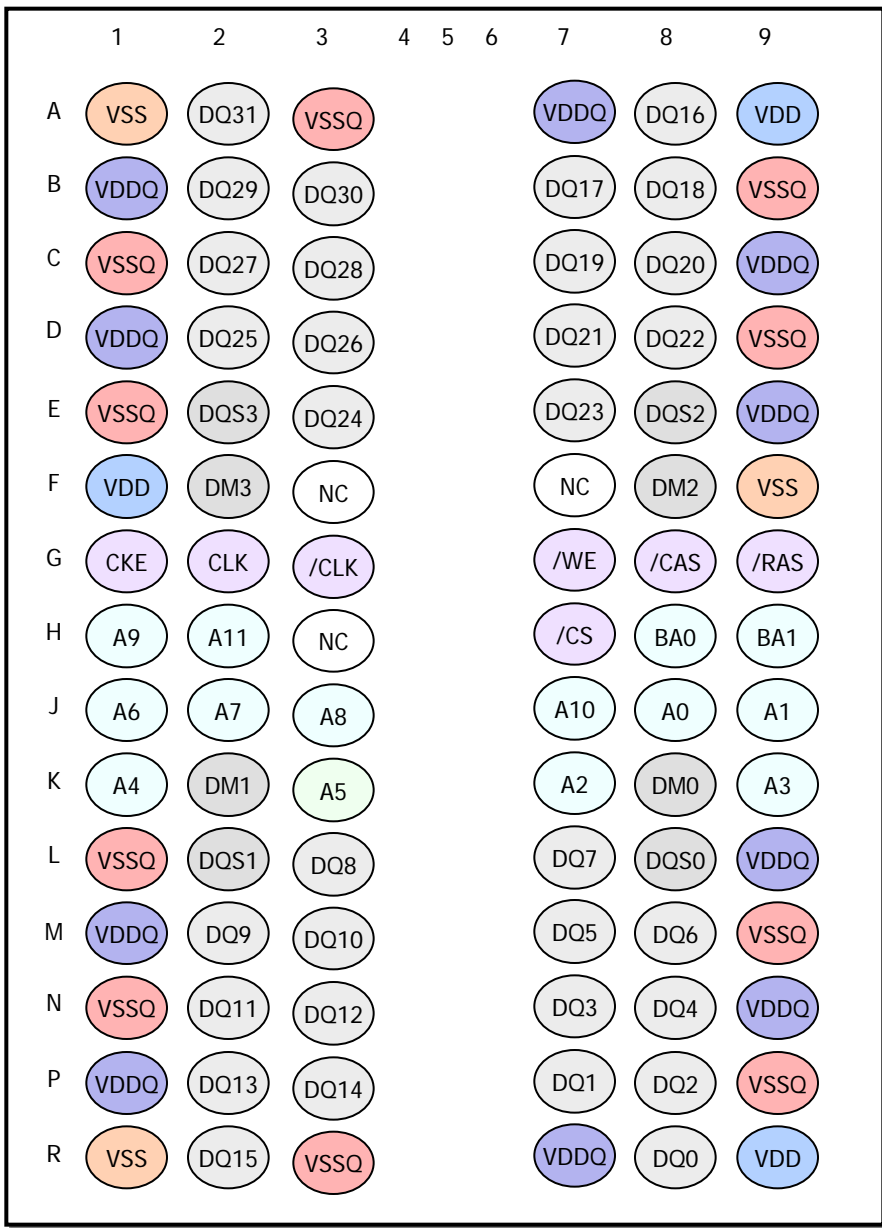 1 2 3 4 5 6 7 8 9
A VSS DQ31 VSSQ VDDQ DQ16 VDD
B VDDQ DQ29 DQ30 DQ17 DQ18 VSSQ
C VSSQ DQ27 DQ28 DQ19 DQ20 VDDQ
D VDDQ DQ25 DQ26 DQ21 DQ22 VSSQ
E VSSQ DQS3 DQ24 DQ23 DQS2 VDDQ
F VDD DM3 NC NC DM2 VSS
G CKE CLK /CLK /WE /CAS /RAS
H A9 A11 NC /CS BA0 BA1
J A6 A7 A8 A10 A0 A1
K A4 DM1 A5 A2 DM0 A3
L VSSQ DQS1 DQ8 DQ7 DQS0 VDDQ
M VDDQ DQ9 DQ10 DQ5 DQ6 VSSQ
N VSSQ DQ11 DQ12 DQ3 DQ4 VDDQ
P VDDQ DQ13 DQ14 DQ1 DQ2 VSSQ
R VSS DQ15 VSSQ VDDQ DQ0 VDD